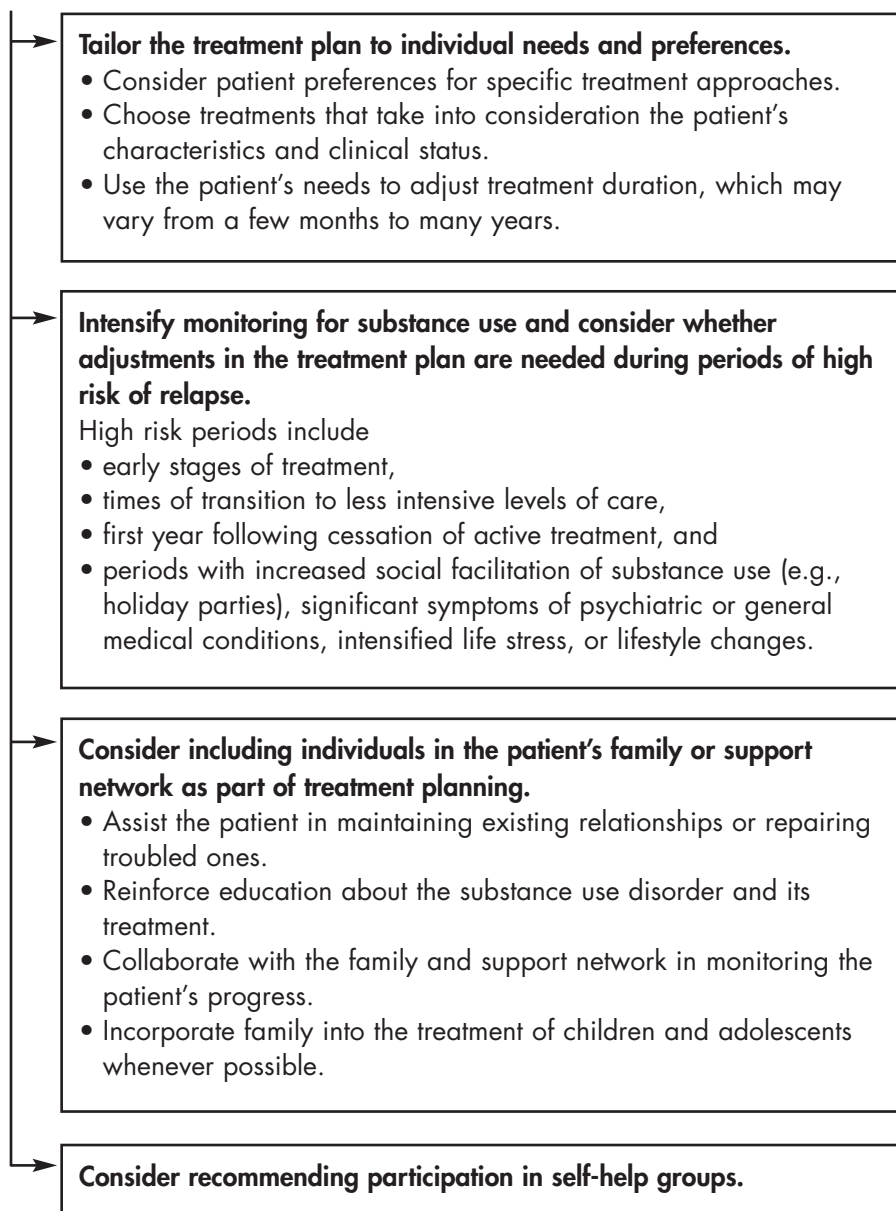 Tailor the treatment plan to individual needs and preferences.
• Consider patient preferences for specific treatment approaches.
• Choose treatments that take into consideration the patient's
characteristics and clinical status.
• Use the patient's needs to adjust treatment duration, which may
vary from a few months to many years.
Intensify monitoring for substance use and consider whether
adjustments in the treatment plan are needed during periods of high
risk of relapse.
High risk periods include
• early stages of treatment,
• times of transition to less intensive levels of care,
• first year following cessation of active treatment, and
• periods with increased social facilitation of substance use (e.g.,
holiday parties), significant symptoms of psychiatric or general
medical conditions, intensified life stress, or lifestyle changes.
Consider including individuals in the patient's family or support
network as part of treatment planning.
• Assist the patient in maintaining existing relationships or repairing
troubled ones.
• Reinforce education about the substance use disorder and its
treatment.
• Collaborate with the family and support network in monitoring the
patient's progress.
• Incorporate family into the treatment of children and adolescents
whenever possible.
Consider recommending participation in self-help groups.